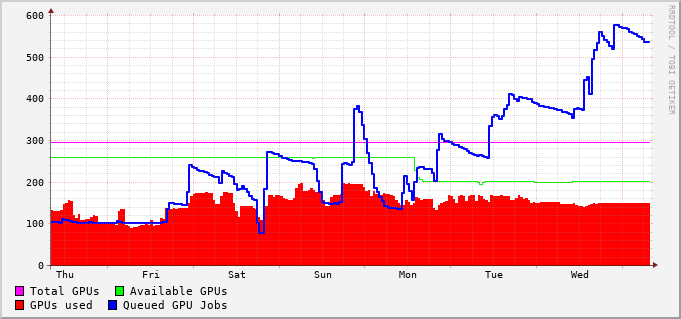 600
500
400
300
200
100
0
Thu Fri Sat Sun Mon Tue Wed
Total GPUs Available GPUs
GPUs used Queued GPU Jobs
RRDTOOL / TOBI OETIKER